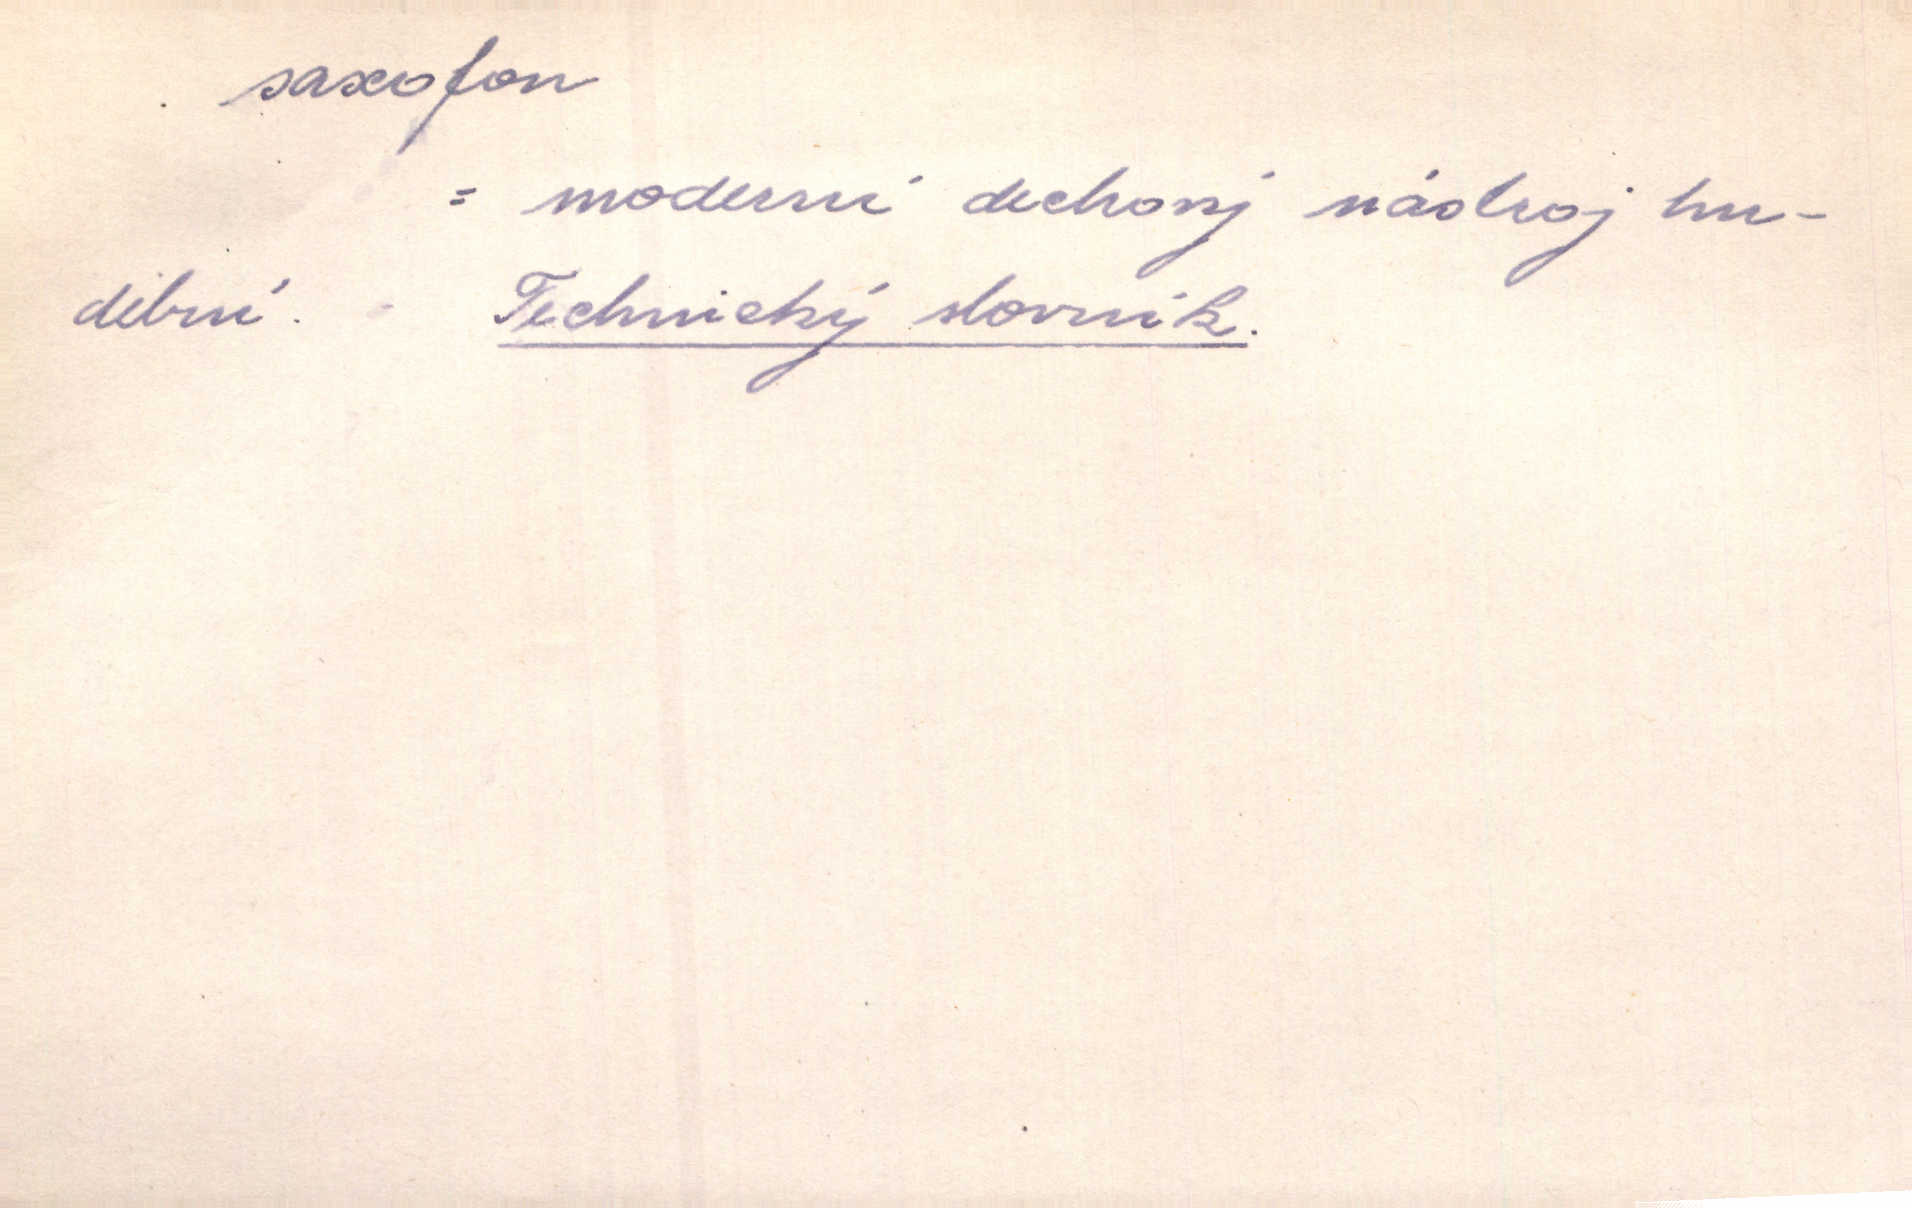 saxofon
= moderní dechový nástroj hu-
dební. Technický slovník.